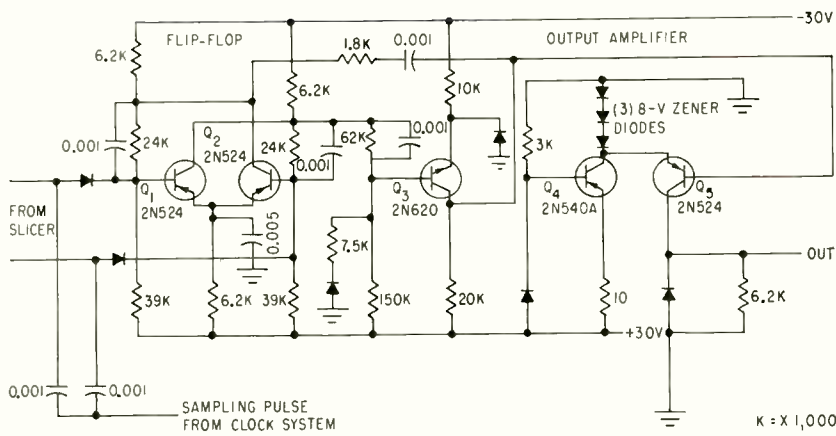 -30V
FLIP-FLOP
OUTPUT AMPLIFIER
6.2K
1.8K
0.001
6.2K
10K
(3) 8-V ZENER
DIODES
0.001
24K
Q2
2N524
24K
0.001
62K
0.001
3K
Q1
2N524
Q3
2N620
Q4
2N540A
Q5
2N524
FROM
SLICER
0.005
7.5K
OUT
39K
6.2K
39K
150K
20K
10
6.2K
+30V
0.001
0.001
SAMPLING PULSE
FROM CLOCK SYSTEM
K = X 1,000